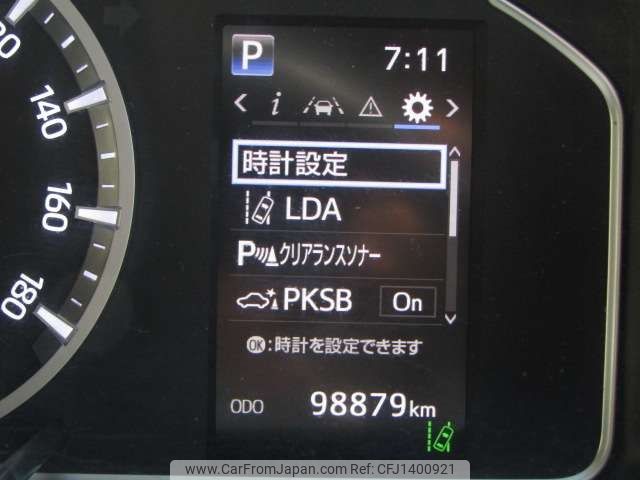 P 7:11
i
時計設定
LDA
Pクリアランスソナー
PKSB On
OK:時計を設定できます
ODO 98879km
140
160
180
www.CarFromJapan.com CFJ1400921